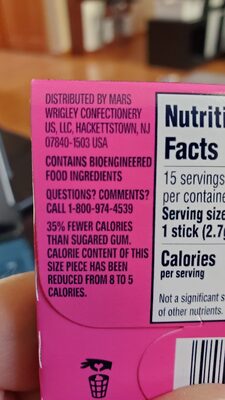 DISTRIBUTED BY MARS
WRIGLEY CONFECTIONERY
US, LLC, HACKETTSTOWN, NJ
07840-1503 USA
CONTAINS BIOENGINEERED
FOOD INGREDIENTS
QUESTIONS? COMMENTS?
CALL 1-800-974-4539
35% FEWER CALORIES
THAN SUGARED GUM.
CALORIE CONTENT OF THIS
SIZE PIECE HAS BEEN
REDUCED FROM 8 TO 5
CALORIES.
Nutriti
Facts
15 servings
per containe
Serving size
1 stick (2.7g
Calories
per serving
Not a significant s
of other nutrients.